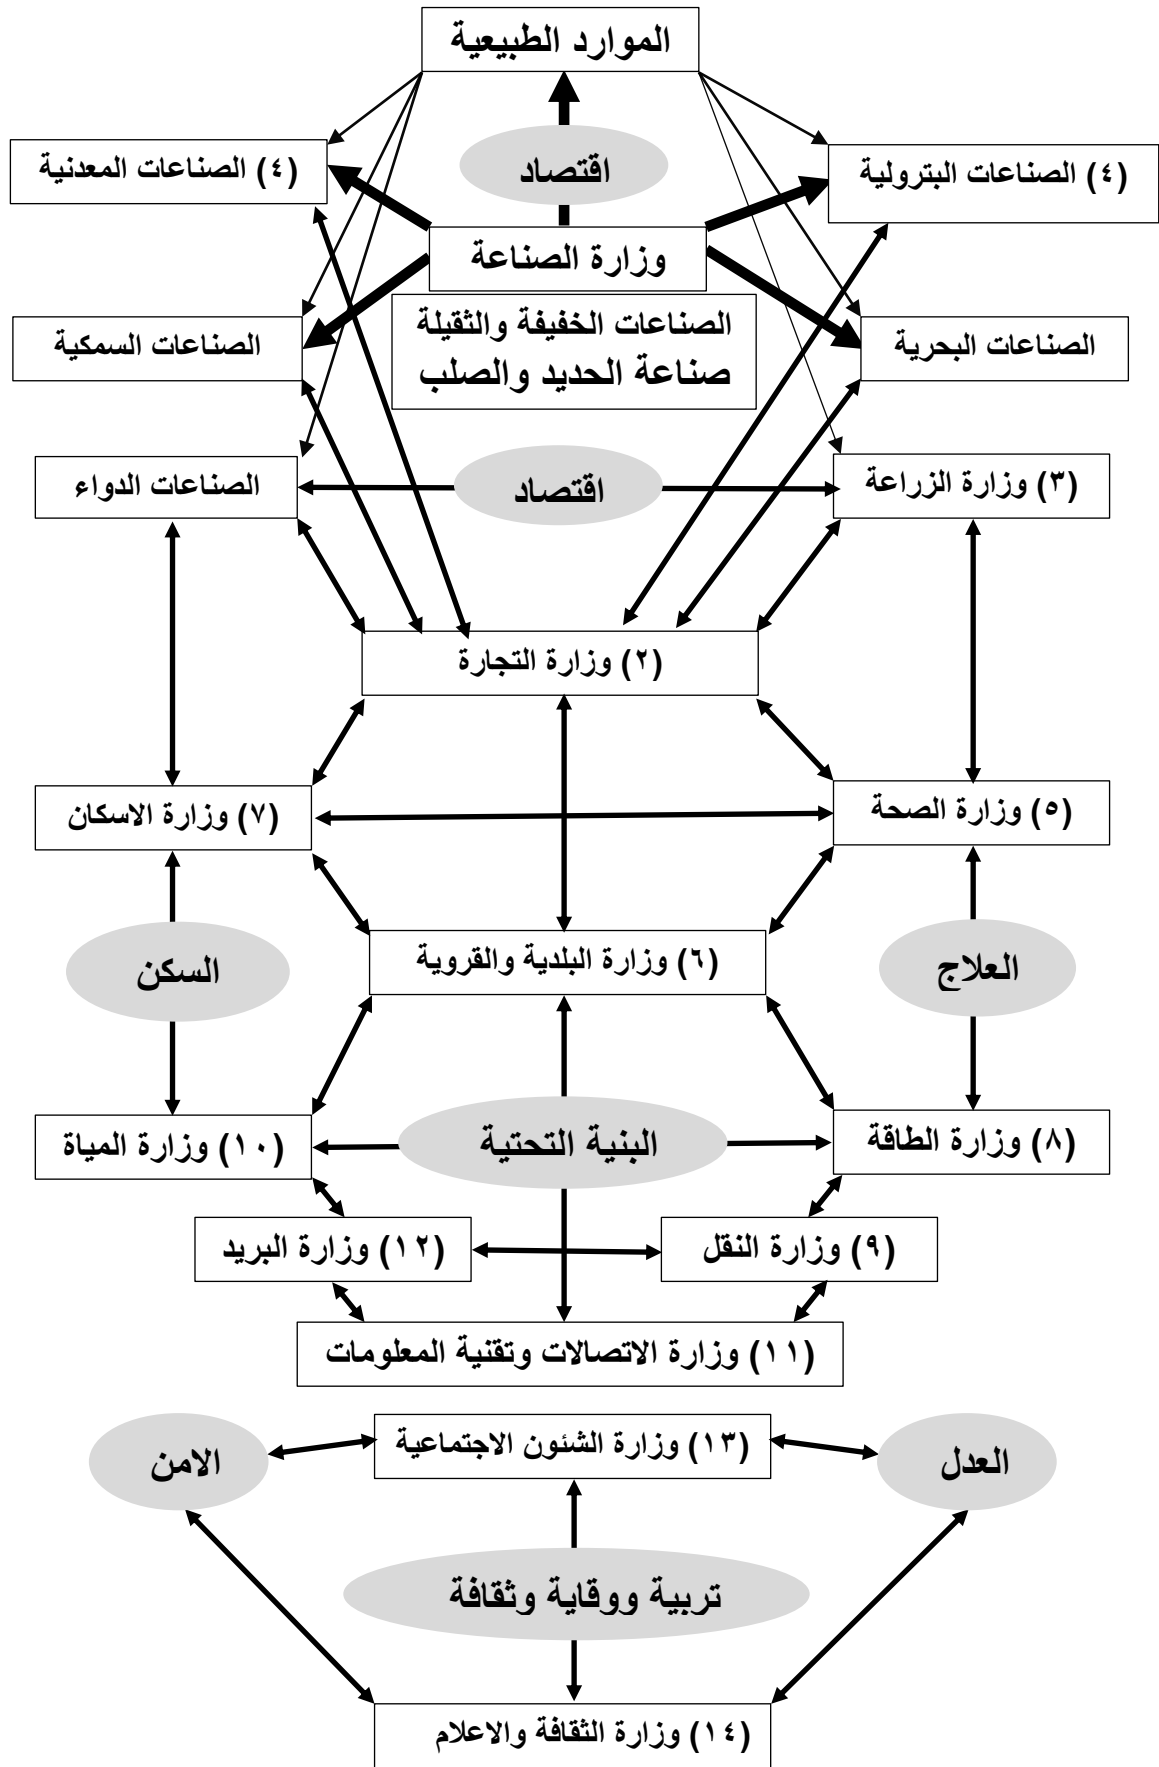 الموارد الطبيعية
اقتصاد
(٤) الصناعات البترولية
(٤) الصناعات المعدنية
وزارة الصناعة
الصناعات الخفيفة والثقيلة
صناعة الحديد والصلب
الصناعات البحرية
الصناعات السمكية
(٣) وزارة الزراعة
اقتصاد
الصناعات الدواء
(٢) وزارة التجارة
(٥) وزارة الصحة
(٧) وزارة الاسكان
(٦) وزارة البلدية والقروية
العلاج
السكن
(٨) وزارة الطاقة
البنية التحتية
(١٠) وزارة المياة
(٩) وزارة النقل
(١٢) وزارة البريد
(١١) وزارة الاتصالات وتقنية المعلومات
(١٣) وزارة الشئون الاجتماعية
العدل
الامن
تربية ووقاية وثقافة
(١٤) وزارة الثقافة والاعلام